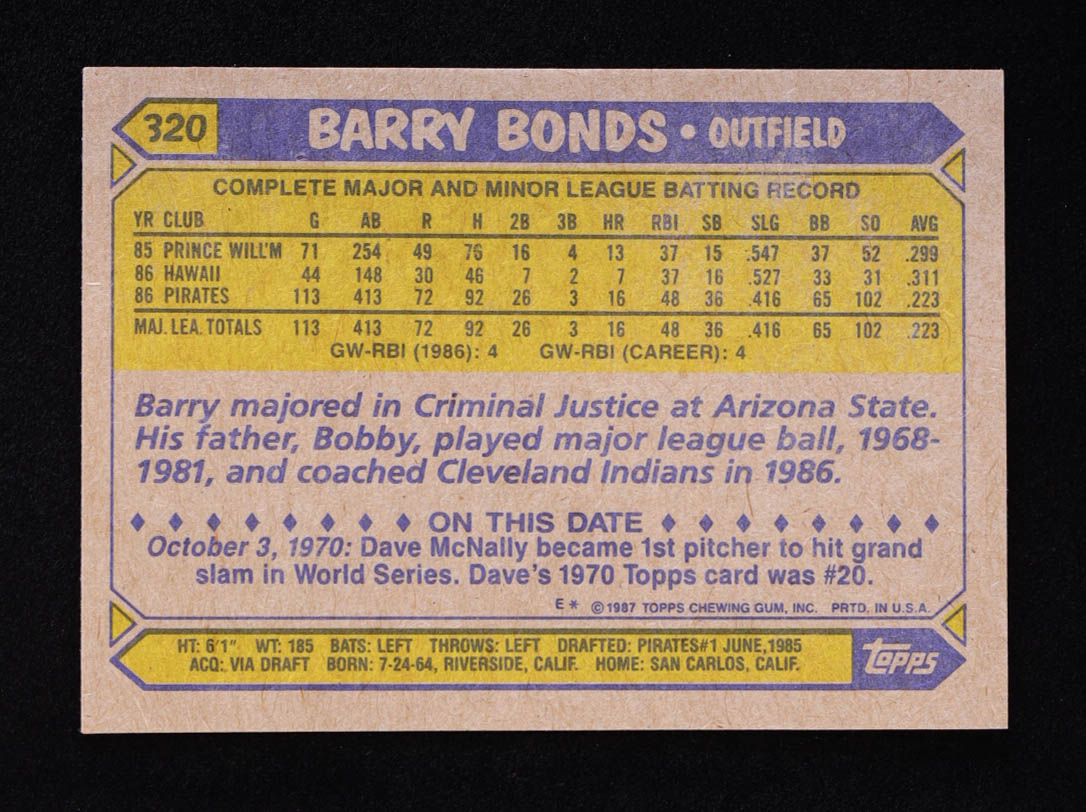 320 BARRY BONDS • OUTFIELD
COMPLETE MAJOR AND MINOR LEAGUE BATTING RECORD
YR CLUB G AB R H 2B 3B HR RBI SB SLG BB SO AVG
85 PRINCE WILL'M 71 254 49 76 16 4 13 37 15 .547 37 52 .299
86 HAWAII 44 148 30 46 7 2 7 37 16 .527 33 31 .311
86 PIRATES 113 413 72 92 26 3 16 48 36 .416 65 102 .223
MAJ. LEA. TOTALS 113 413 72 92 26 3 16 48 36 .416 65 102 .223
GW-RBI (1986): 4 GW-RBI (CAREER): 4
Barry majored in Criminal Justice at Arizona State.
His father, Bobby, played major league ball, 1968-
1981, and coached Cleveland Indians in 1986.
♦ ♦ ♦ ♦ ♦ ♦ ♦ ♦ ON THIS DATE ♦ ♦ ♦ ♦ ♦ ♦ ♦ ♦
October 3, 1970: Dave McNally became 1st pitcher to hit grand
slam in World Series. Dave's 1970 Topps card was #20.
E* ©1987 TOPPS CHEWING GUM, INC. PRTD. IN U.S.A.
HT: 6'1" WT: 185 BATS: LEFT THROWS: LEFT DRAFTED: PIRATES#1 JUNE,1985
ACQ: VIA DRAFT BORN: 7-24-64, RIVERSIDE, CALIF. HOME: SAN CARLOS, CALIF.
topps